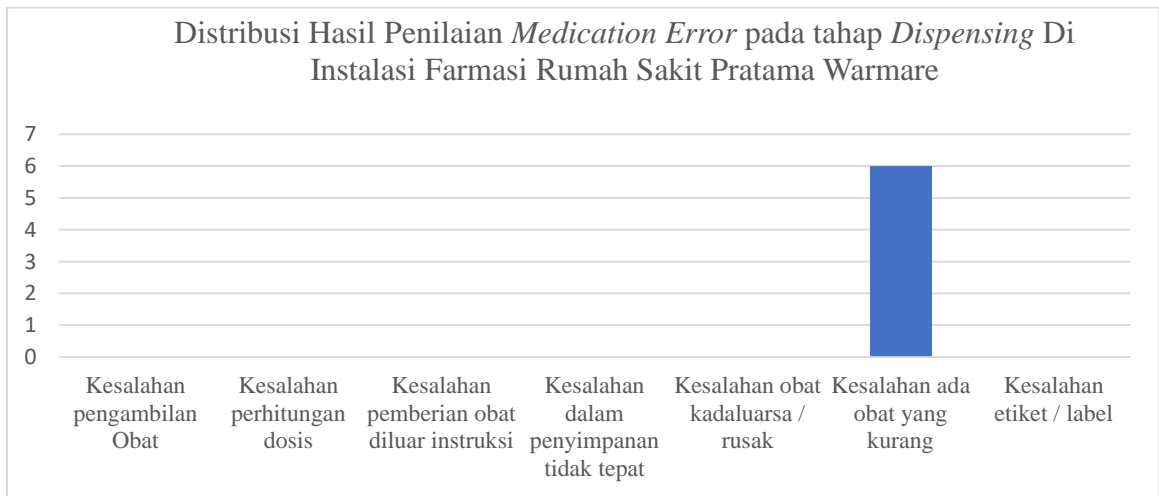 Distribusi Hasil Penilaian Medication Error pada tahap Dispensing Di
Instalasi Farmasi Rumah Sakit Pratama Warmare
7
6
5
4
3
2
1
0
Kesalahan
pengambilan
Obat
Kesalahan
perhitungan
dosis
Kesalahan
pemberian obat
diluar instruksi
Kesalahan
dalam
penyimpanan
tidak tepat
Kesalahan obat
kadaluarsa /
rusak
Kesalahan ada
obat yang
kurang
Kesalahan
etiket / label